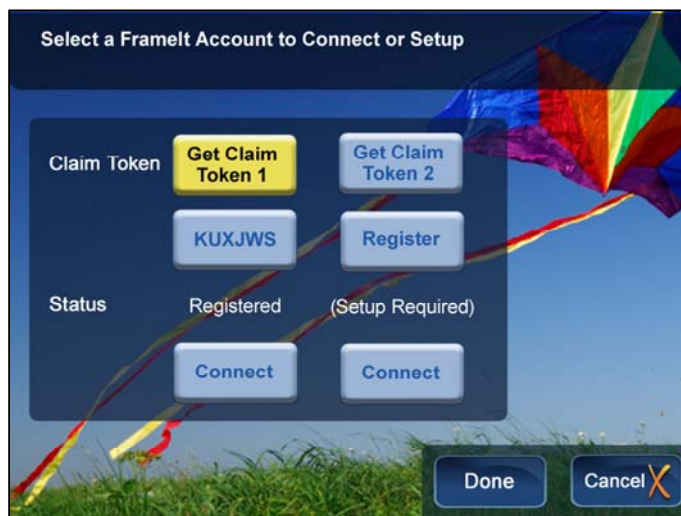 Select a FrameIt Account to Connect or Setup
Claim Token
Get Claim
Token 1
Get Claim
Token 2
KUXJWS
Register
Status
Registered
(Setup Required)
Connect
Connect
Done
Cancel